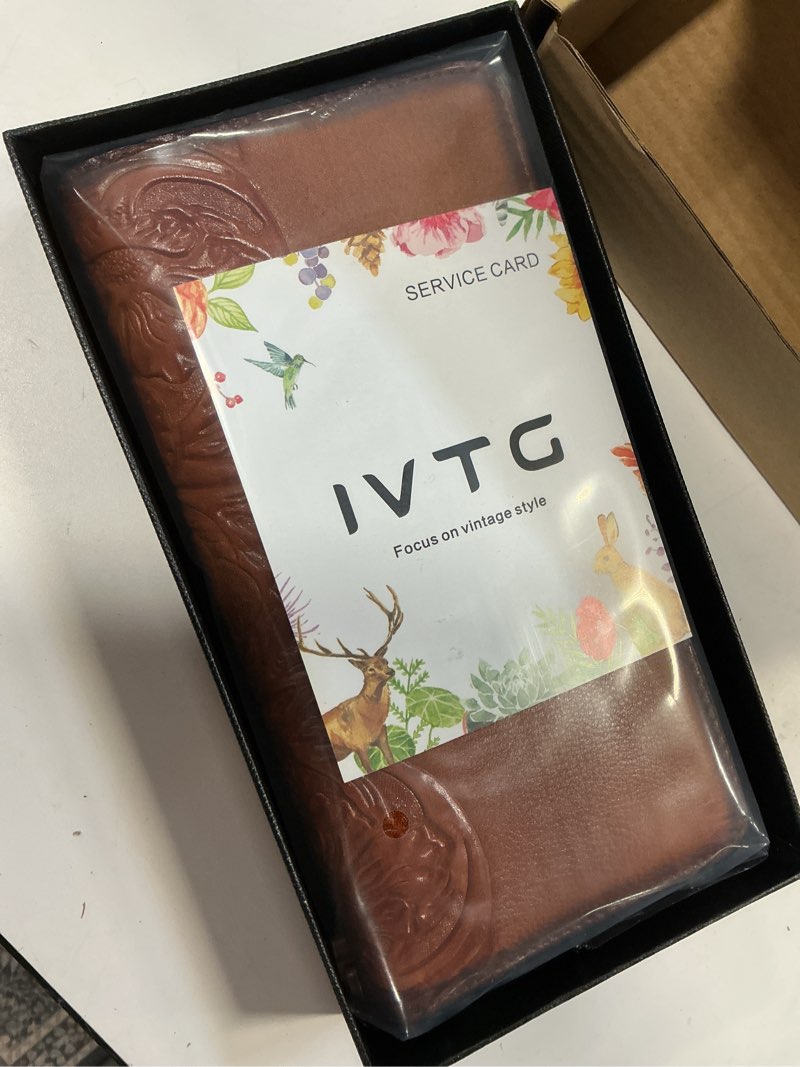 SERVICE CARD
IVTG
Focus on vintage style